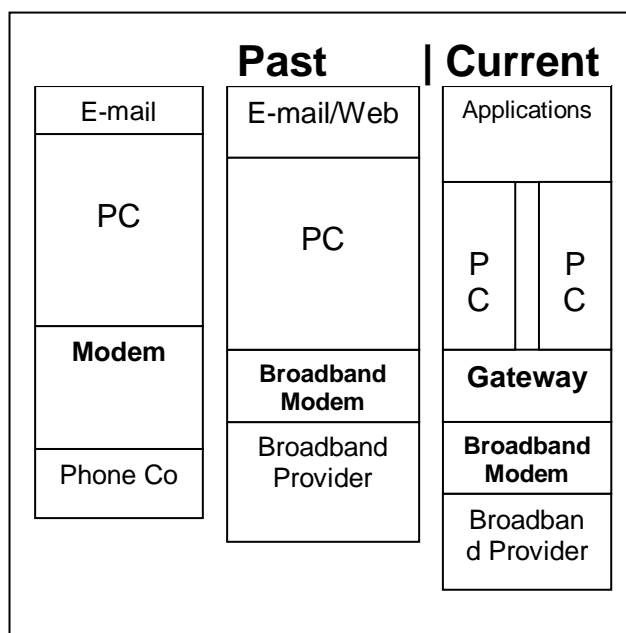 Past | Current
E-mail
PC
Modem
Phone Co
E-mail/Web
PC
Broadband
Modem
Broadband
Provider
Applications
P
C
P
C
Gateway
Broadband
Modem
Broadban
d Provider